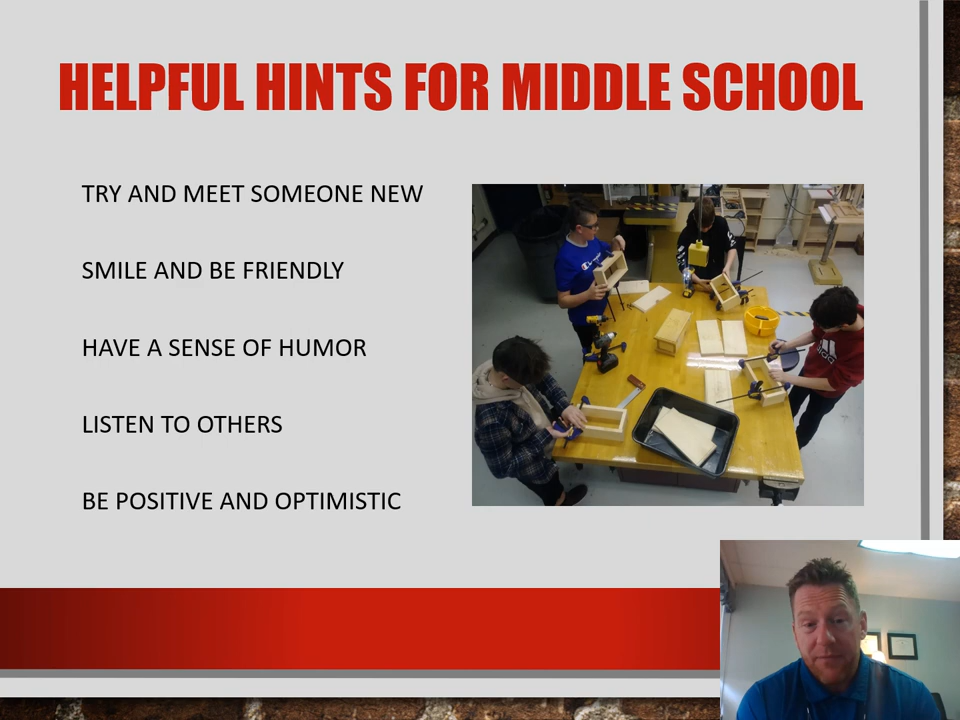 HELPFUL HINTS FOR MIDDLE SCHOOL
TRY AND MEET SOMEONE NEW
SMILE AND BE FRIENDLY
HAVE A SENSE OF HUMOR
LISTEN TO OTHERS
BE POSITIVE AND OPTIMISTIC